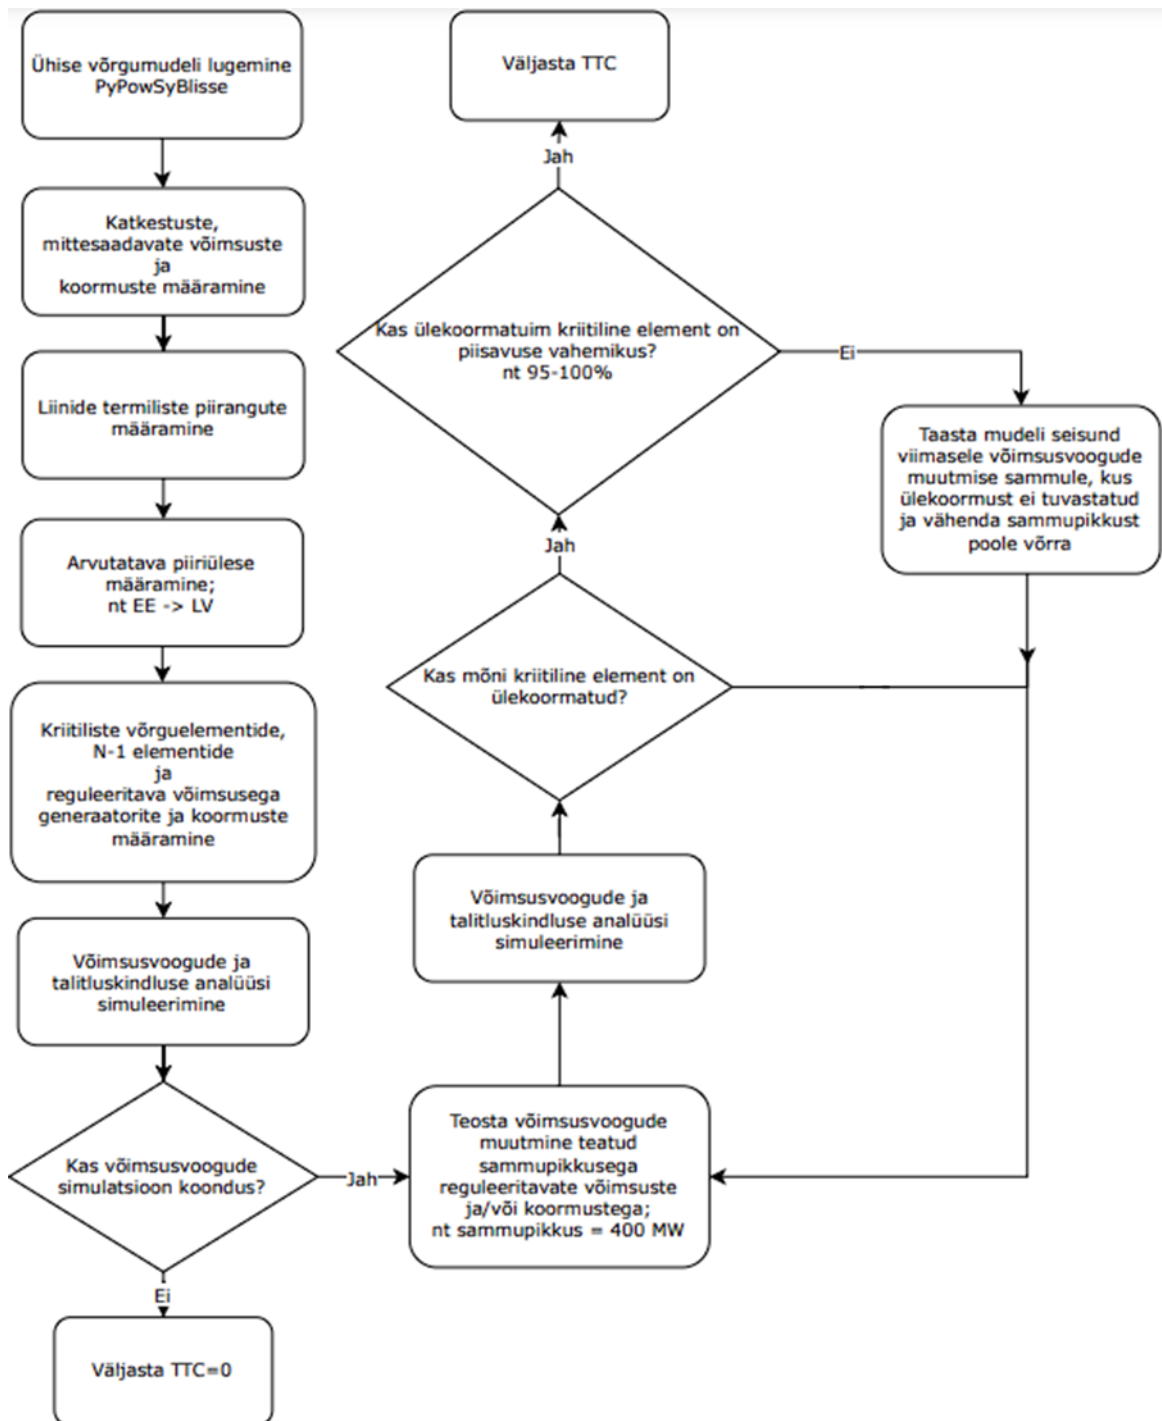 Ühise võrgumudeli lugemine
PyPowSyBlisse
Katkestuste,
mittesaadavate võimsuste
ja
koormuste määramine
Liinide termiliste piirangute
määramine
Arvutatava piiriülese
määramine;
nt EE -> LV
Kriitiliste võrguelementide,
N-1 elementide
ja
reguleeritava võimsusega
generaatorite ja koormuste
määramine
Võimsusvoogude ja
talitluskindluse analüüsi
simuleerimine
Kas võimsusvoogude
simulatsioon koondus?
Ei
Väljasta TTC=0
Jah
Teosta võimsusvoogude
muutmine teatud
sammupikkusega
reguleeritavate võimsuste
ja/või koormustega;
nt sammupikkus = 400 MW
Võimsusvoogude ja
talitluskindluse analüüsi
simuleerimine
Kas mõni kriitiline element on
ülekoormatud?
Jah
Kas ülekoormatuim kriitiline element on
piisavuse vahemikus?
nt 95-100%
Jah
Väljasta TTC
Ei
Taasta mudeli seisund
viimasele võimsusvoogude
muutmise sammule, kus
ülekoormust ei tuvastatud
ja vähenda sammupikkust
poole võrra